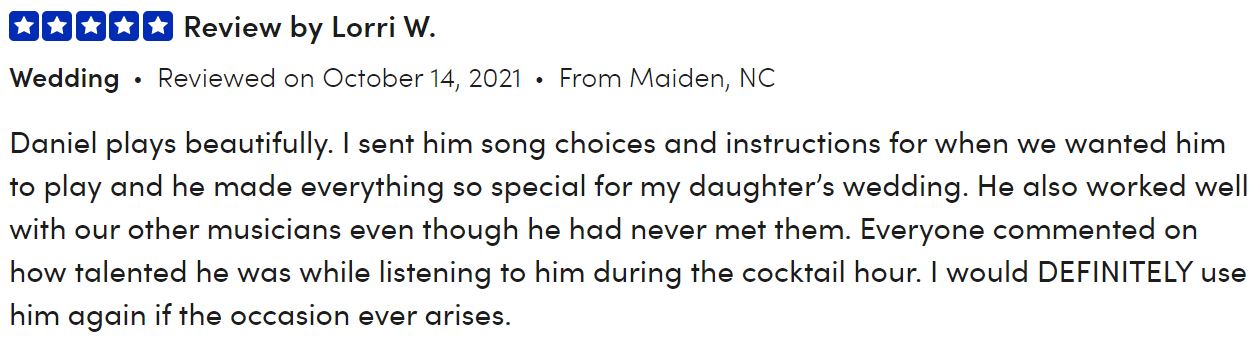 Review by Lorri W.
Wedding • Reviewed on October 14, 2021 • From Maiden, NC
Daniel plays beautifully. I sent him song choices and instructions for when we wanted him
to play and he made everything so special for my daughter’s wedding. He also worked well
with our other musicians even though he had never met them. Everyone commented on
how talented he was while listening to him during the cocktail hour. I would DEFINITELY use
him again if the occasion ever arises.